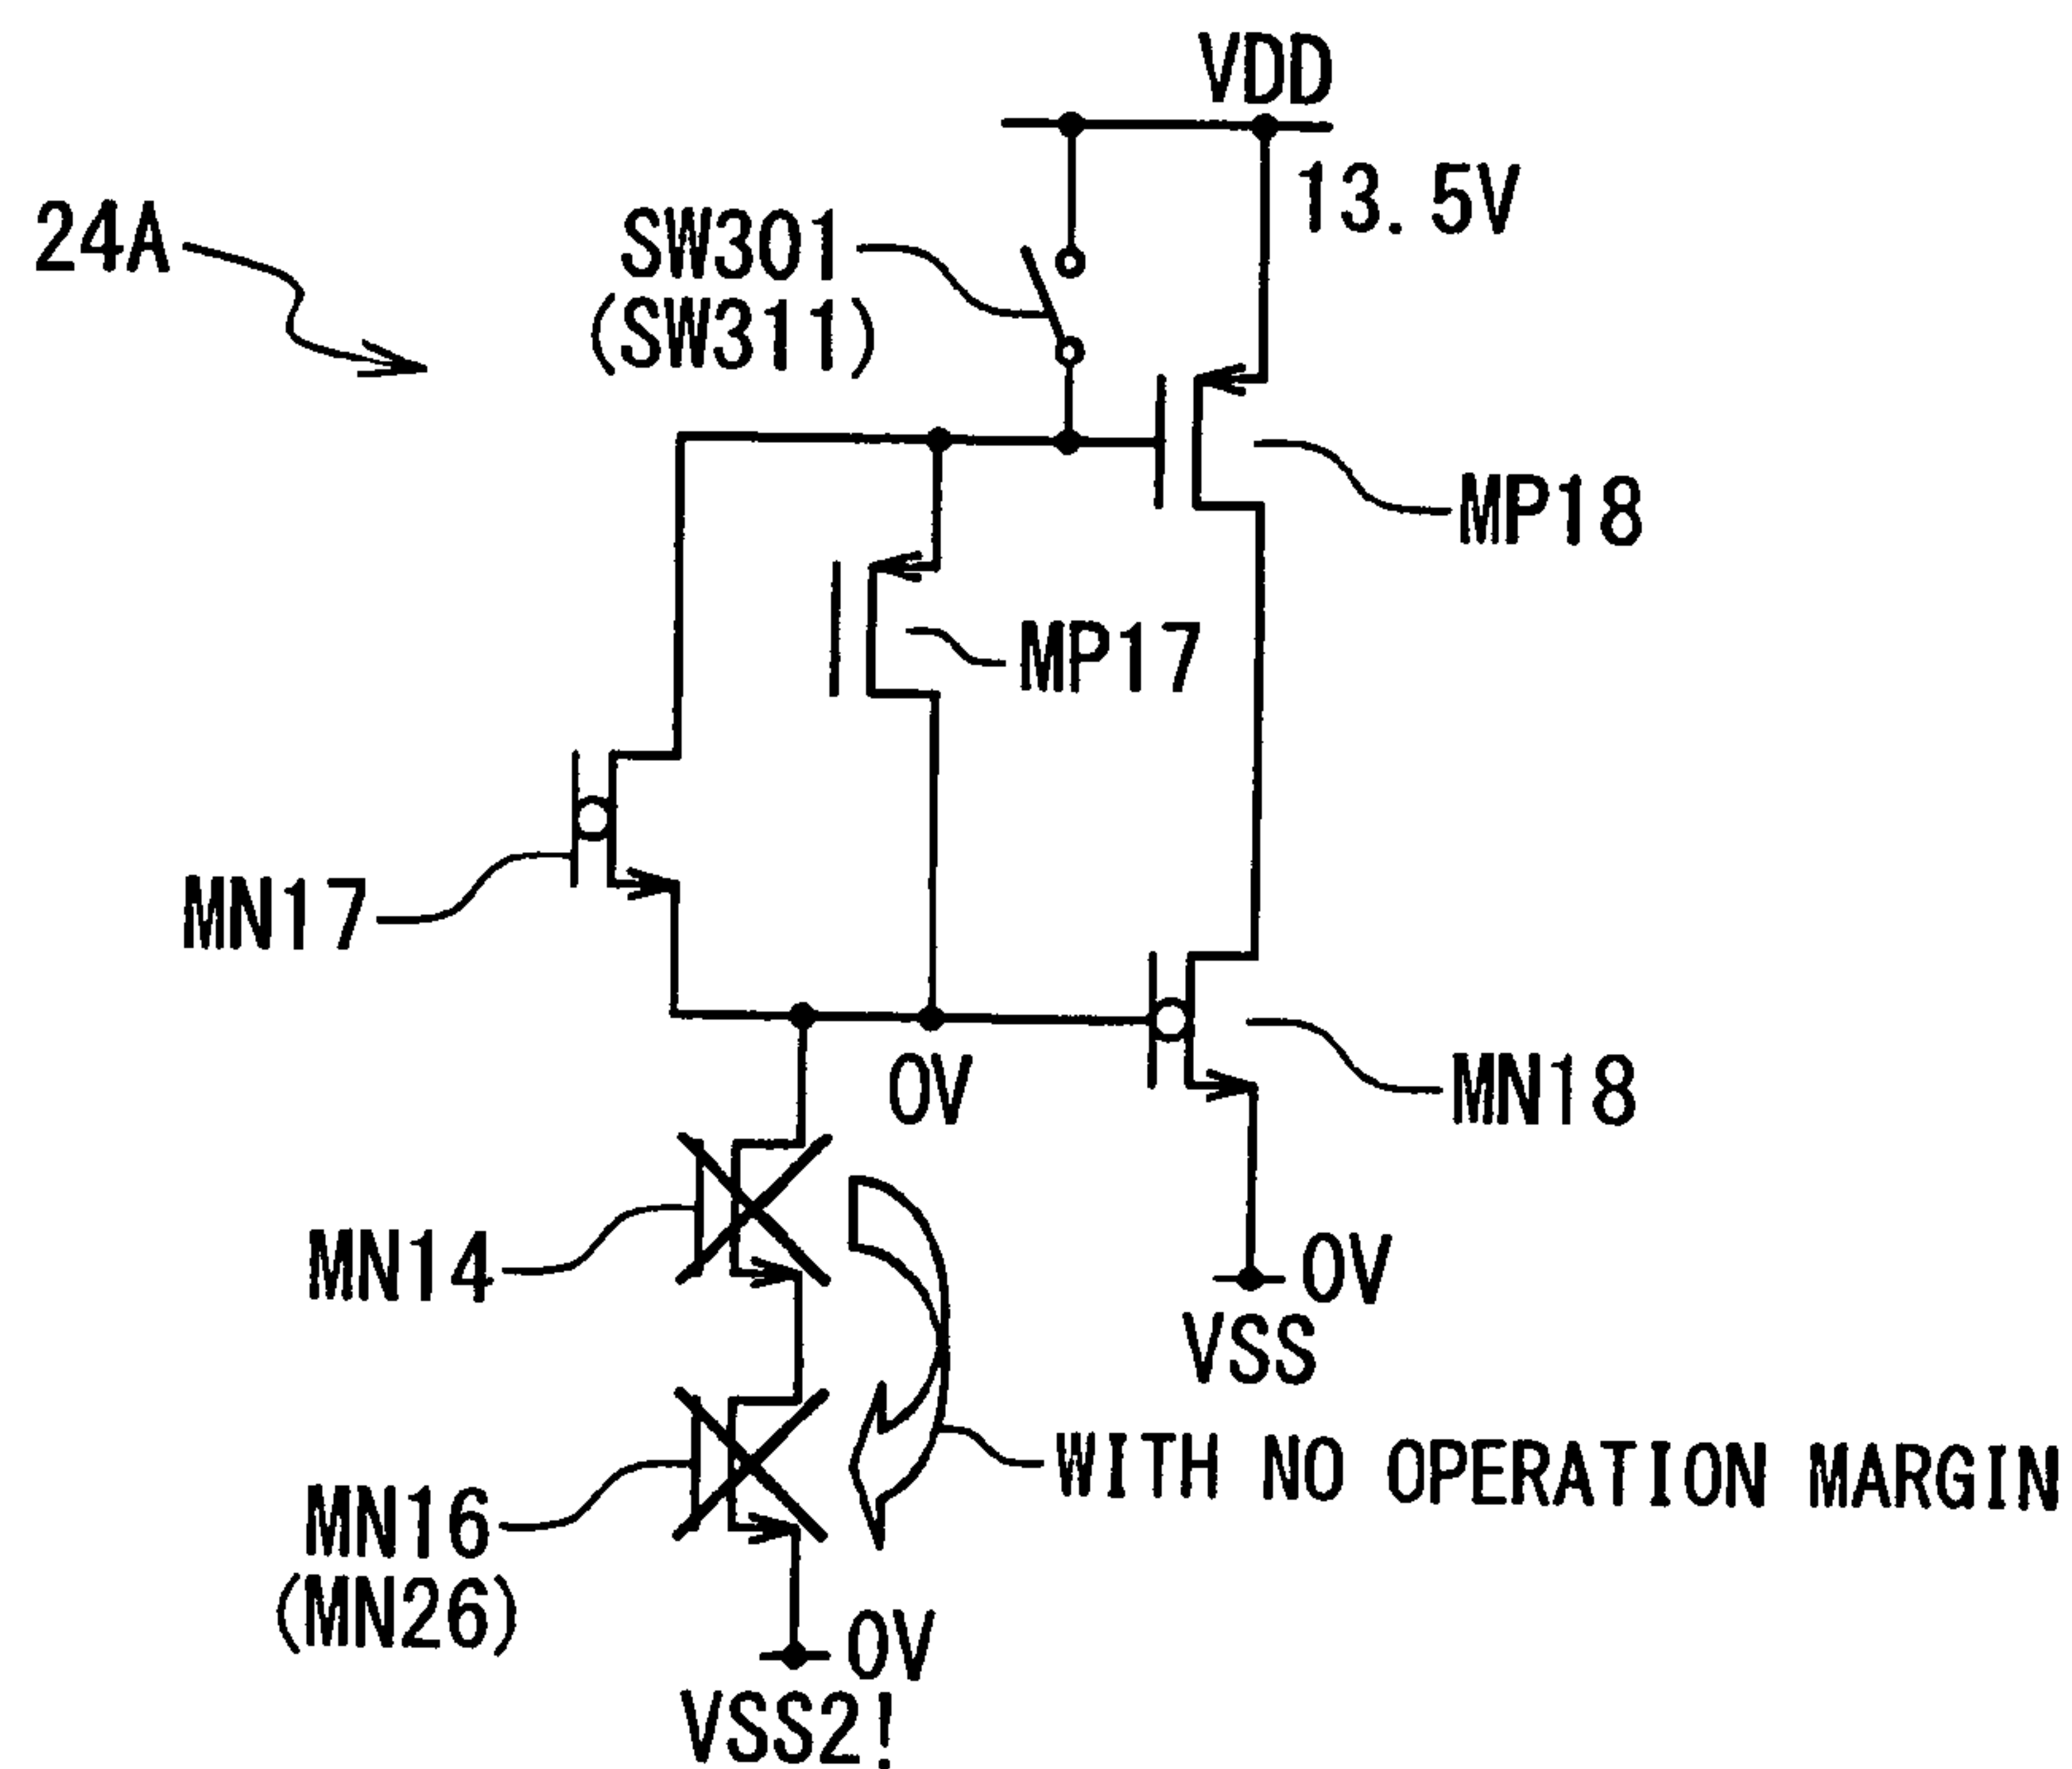 VDD
13.5V
24A
SW301
(SW311)
MP18
MP17
MN17
0V
MN18
MN14
0V
VSS
WITH NO OPERATION MARGIN
MN16
(MN26)
0V
VSS2!